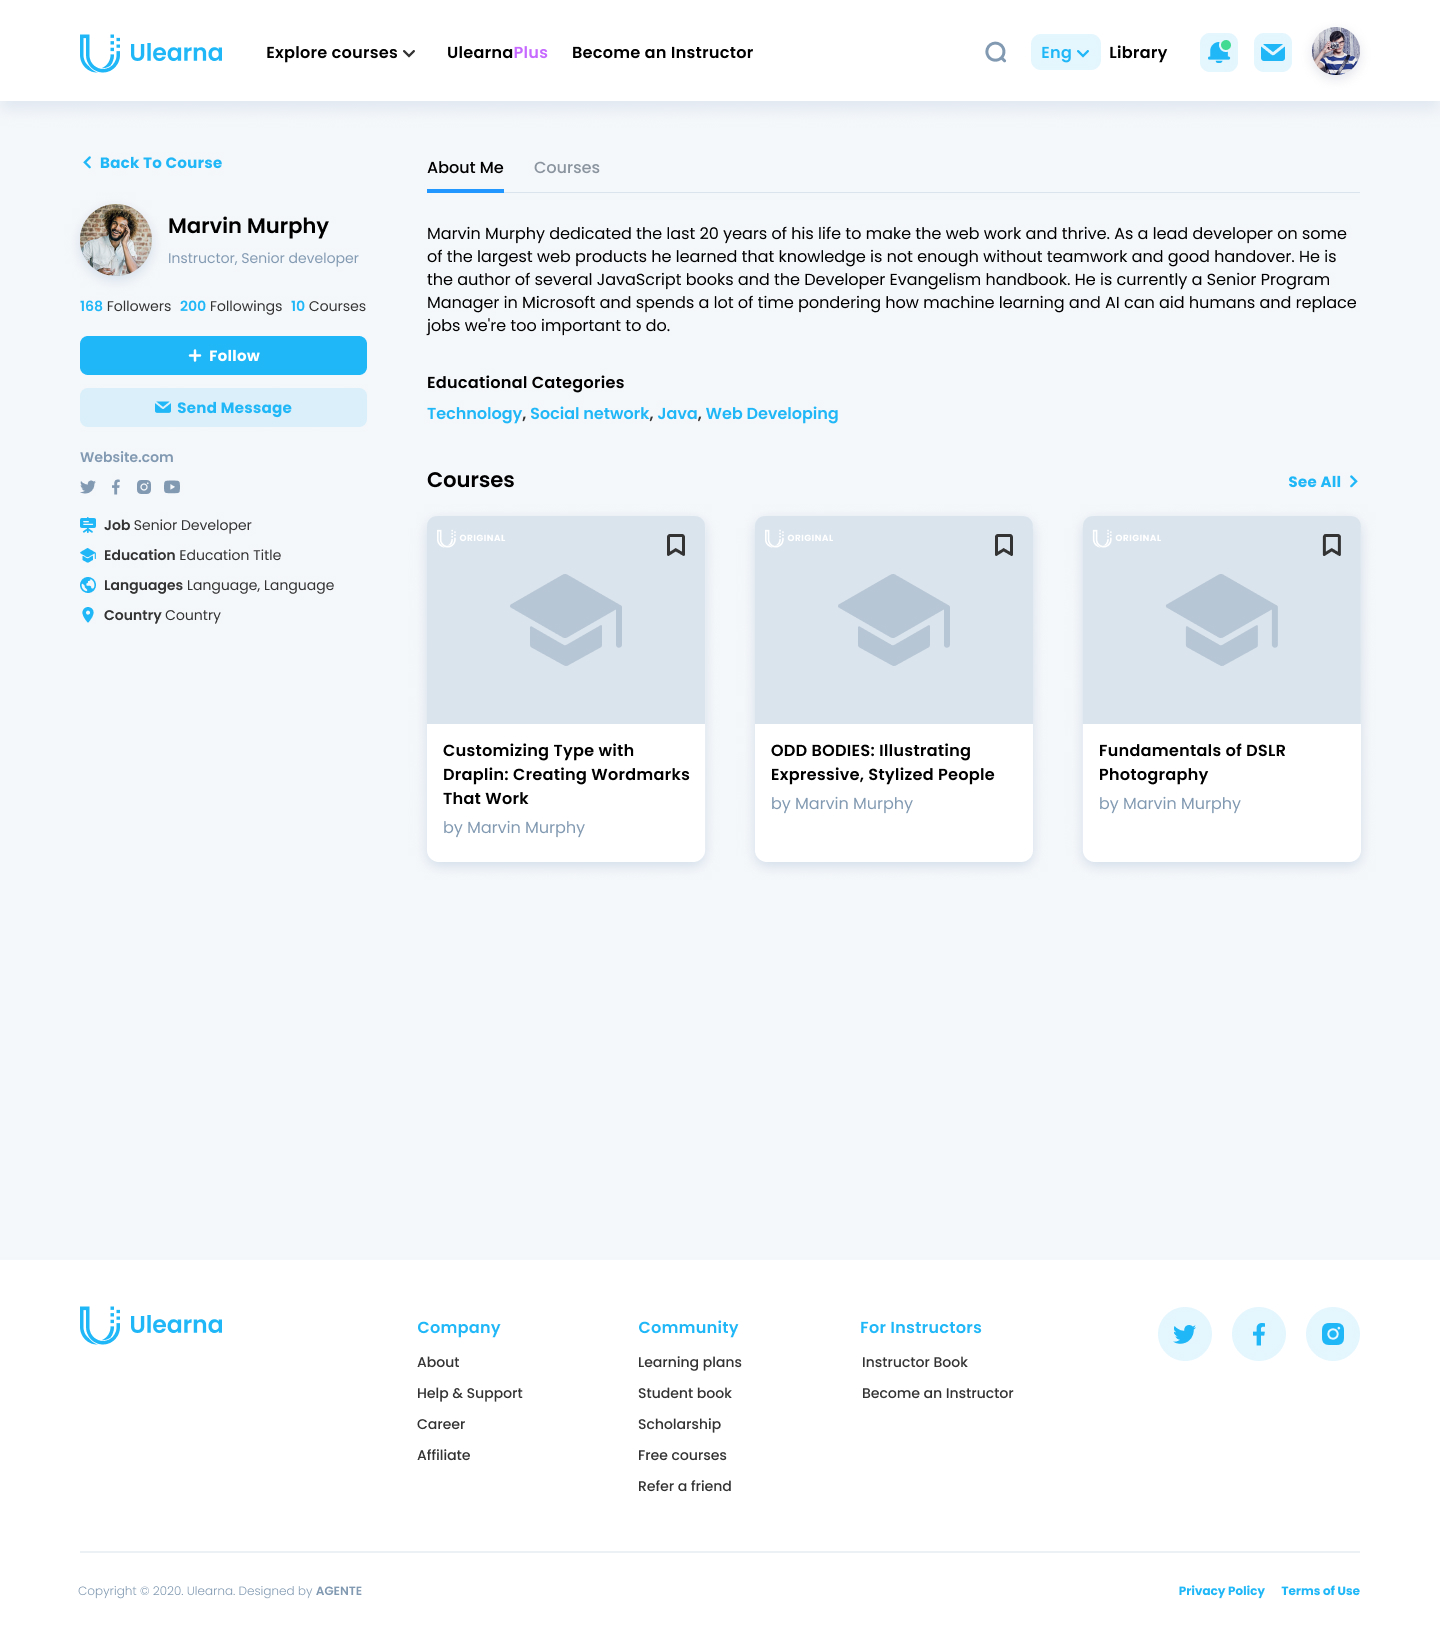 Ulearna
Explore courses
UlearnaPlus
Become an Instructor
Eng
Library
Back To Course
Marvin Murphy
Instructor, Senior developer
168 Followers 200 Followings 10 Courses
Follow
Send Message
Website.com
Job Senior Developer
Education Education Title
Languages Language, Language
Country Country
About Me
Courses
Marvin Murphy dedicated the last 20 years of his life to make the web work and thrive. As a lead developer on some
of the largest web products he learned that knowledge is not enough without teamwork and good handover. He is
the author of several JavaScript books and the Developer Evangelism handbook. He is currently a Senior Program
Manager in Microsoft and spends a lot of time pondering how machine learning and AI can aid humans and replace
jobs we're too important to do.
Educational Categories
Technology, Social network, Java, Web Developing
Courses
See All
ORIGINAL
Customizing Type with
Draplin: Creating Wordmarks
That Work
by Marvin Murphy
ORIGINAL
ODD BODIES: Illustrating
Expressive, Stylized People
by Marvin Murphy
ORIGINAL
Fundamentals of DSLR
Photography
by Marvin Murphy
Ulearna
Company
About
Help & Support
Career
Affiliate
Community
Learning plans
Student book
Scholarship
Free courses
Refer a friend
For Instructors
Instructor Book
Become an Instructor
Copyright © 2020. Ulearna. Designed by AGENTE
Privacy Policy
Terms of Use